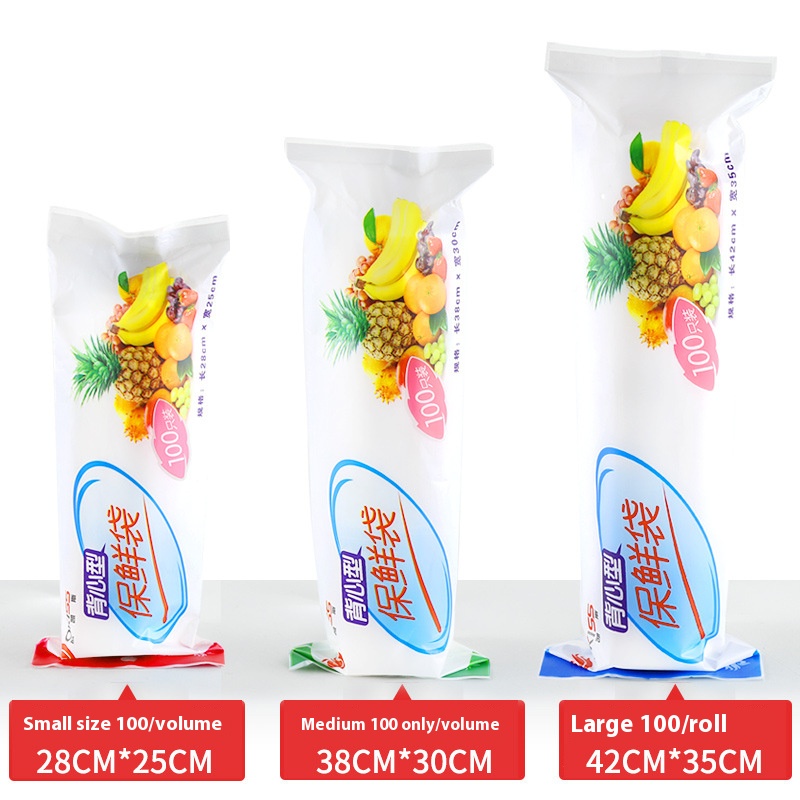 规格：长28cm x 宽25cm
100只装
背心型
保鲜袋
规格：长38cm x 宽30cm
100只装
背心型
保鲜袋
规格：长42cm x 宽35cm
100只装
背心型
保鲜袋
Small size 100/volume
28CM*25CM
Medium 100 only/volume
38CM*30CM
Large 100/roll
42CM*35CM